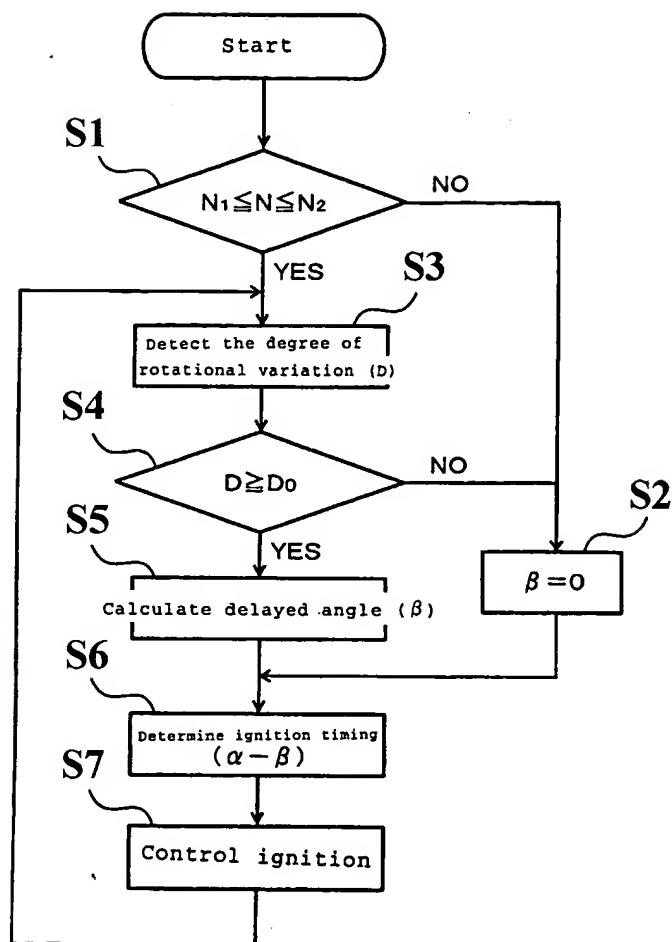 Start
S1
N₁≦N≦N₂
NO
YES
S3
Detect the degree of
rotational variation (D)
S4
D≧D₀
NO
S2
β=0
YES
S5
Calculate delayed angle (β)
S6
Determine ignition timing
(α-β)
S7
Control ignition